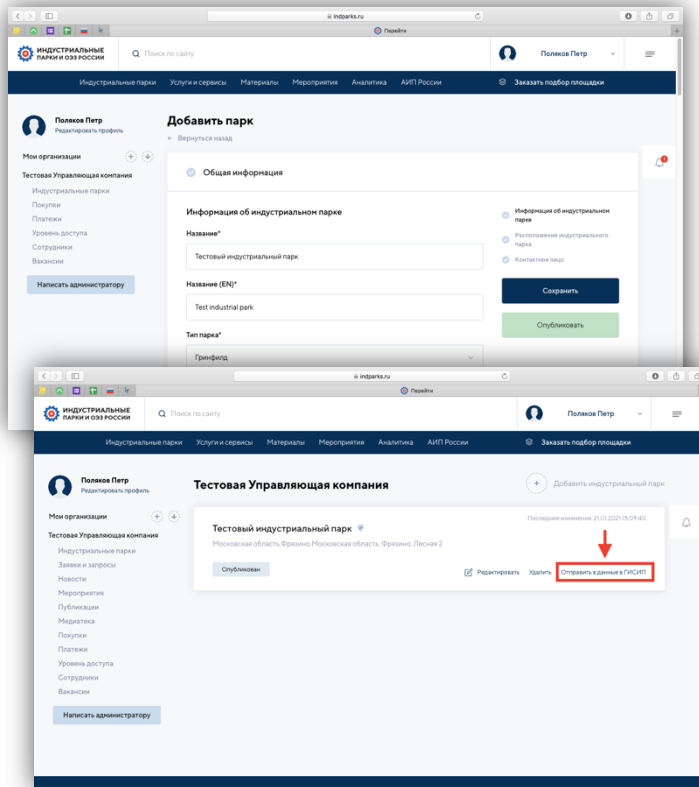 indparks.ru
Перейти
ИНДУСТРИАЛЬНЫЕ
ПАРКИ И ОЭЗ РОССИИ
Поиск по сайту
Поляков Петр
Индустриальные парки Услуги и сервисы Материалы Мероприятия Аналитика АИП России Заказать подбор площадки
Поляков Петр
Редактировать профиль
Мои организации
Тестовая Управляющая компания
Индустриальные парки
Покупки
Платежи
Уровень доступа
Сотрудники
Вакансии
Написать администратору
Добавить парк
← Вернуться назад
Общая информация
Информация об индустриальном парке
Название*
Тестовый индустриальный парк
Название (EN)*
Test industrial park
Тип парка*
Гринфилд
Информация об индустриальном
парке
Расположение индустриального
парка
Контактное лицо
Сохранить
Опубликовать
indparks.ru
Перейти
ИНДУСТРИАЛЬНЫЕ
ПАРКИ И ОЭЗ РОССИИ
Поиск по сайту
Поляков Петр
Индустриальные парки Услуги и сервисы Материалы Мероприятия Аналитика АИП России Заказать подбор площадки
Поляков Петр
Редактировать профиль
Мои организации
Тестовая Управляющая компания
Индустриальные парки
Заявки и запросы
Новости
Мероприятия
Публикации
Медиатека
Покупки
Платежи
Уровень доступа
Сотрудники
Вакансии
Написать администратору
Тестовая Управляющая компания
Добавить индустриальный парк
Последние изменения: 21.01.2021 15:09:40
Тестовый индустриальный парк
Московская область, Фрязино, Московская область, Фрязино, Лесная 2
Опубликован
Редактировать Удалить Отправить в данные в ГИСИП